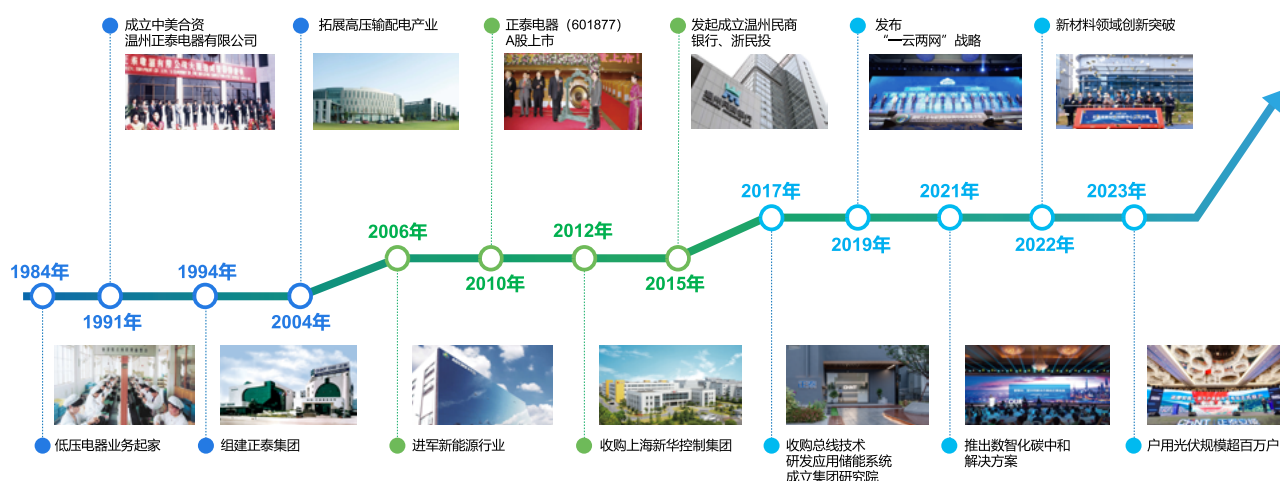 成立中美合资
温州正泰电器有限公司
拓展高压输配电产业
正泰电器（601877）
A股上市
发起成立温州民商
银行、浙民投
发布
“一云两网”战略
新材料领域创新突破
1984年
1991年
1994年
2004年
2006年
2010年
2012年
2015年
2017年
2019年
2021年
2022年
2023年
低压电器业务起家
组建正泰集团
进军新能源行业
收购上海新华控制集团
收购总线技术
研发应用储能系统
成立集团研究院
推出数智化碳中和
解决方案
户用光伏规模超百万户